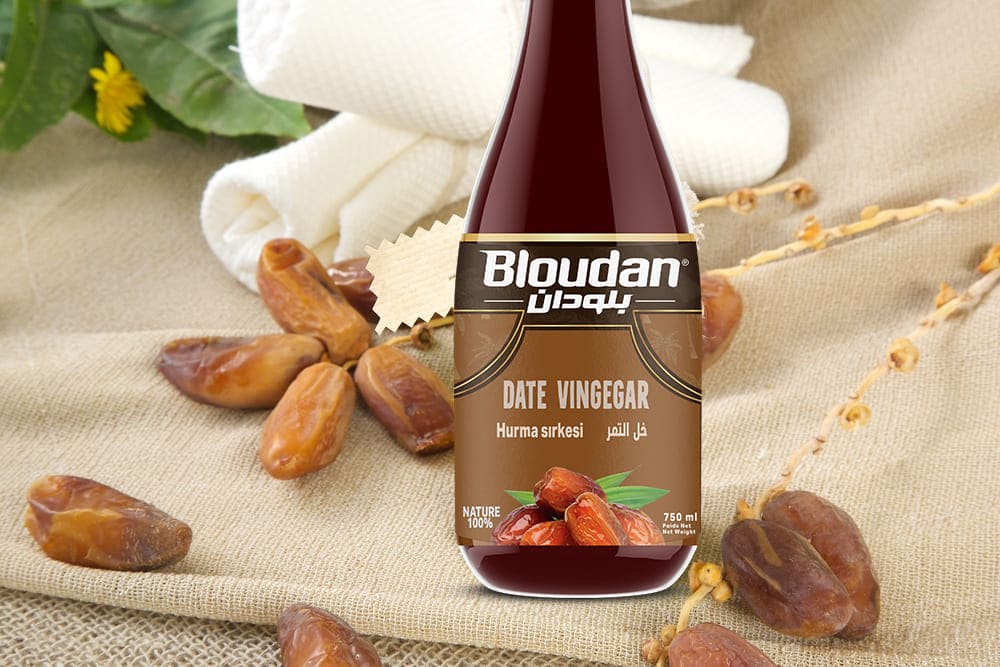 Bloudan®
بلودان
DATE VINGEGAR
Hurma sırkesi خل التمر
NATURE
100%
750 ml
Poids Net
Net Weight